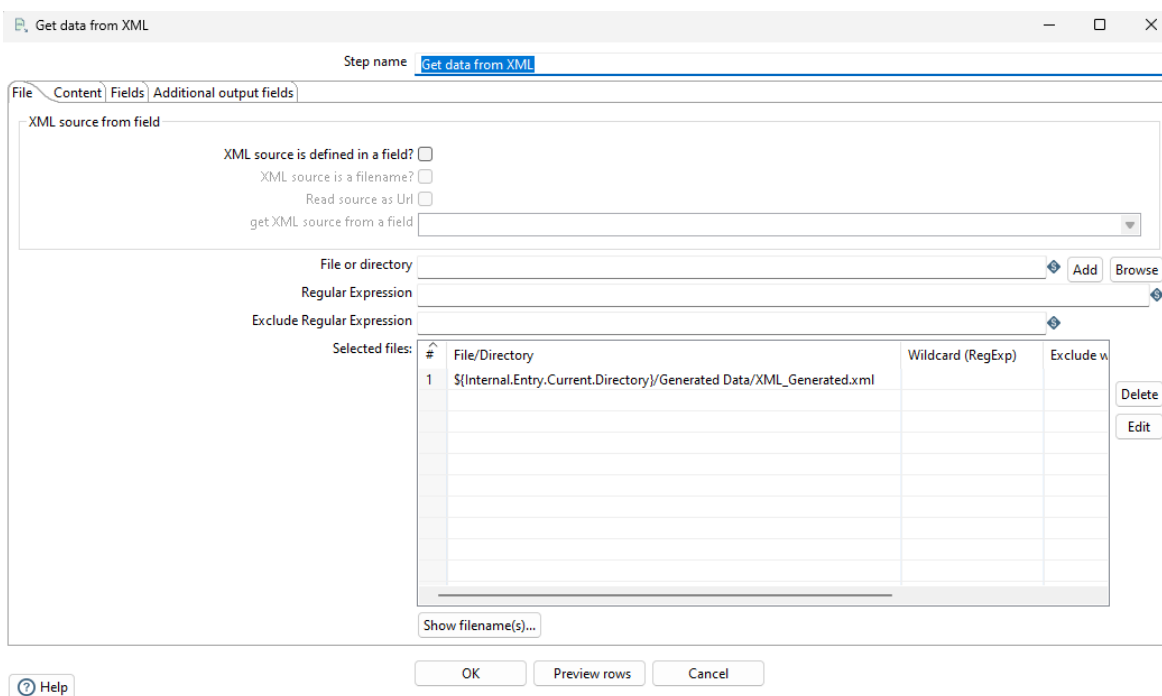 Get data from XML
Step name Get data from XML
File Content Fields Additional output fields
XML source from field
XML source is defined in a field?
XML source is a filename?
Read source as Url
get XML source from a field
File or directory Add Browse
Regular Expression
Exclude Regular Expression
Selected files: # File/Directory Wildcard (RegExp) Exclude w
1 ${Internal.Entry.Current.Directory}/Generated Data/XML_Generated.xml
Delete
Edit
Show filename(s)...
OK Preview rows Cancel
Help